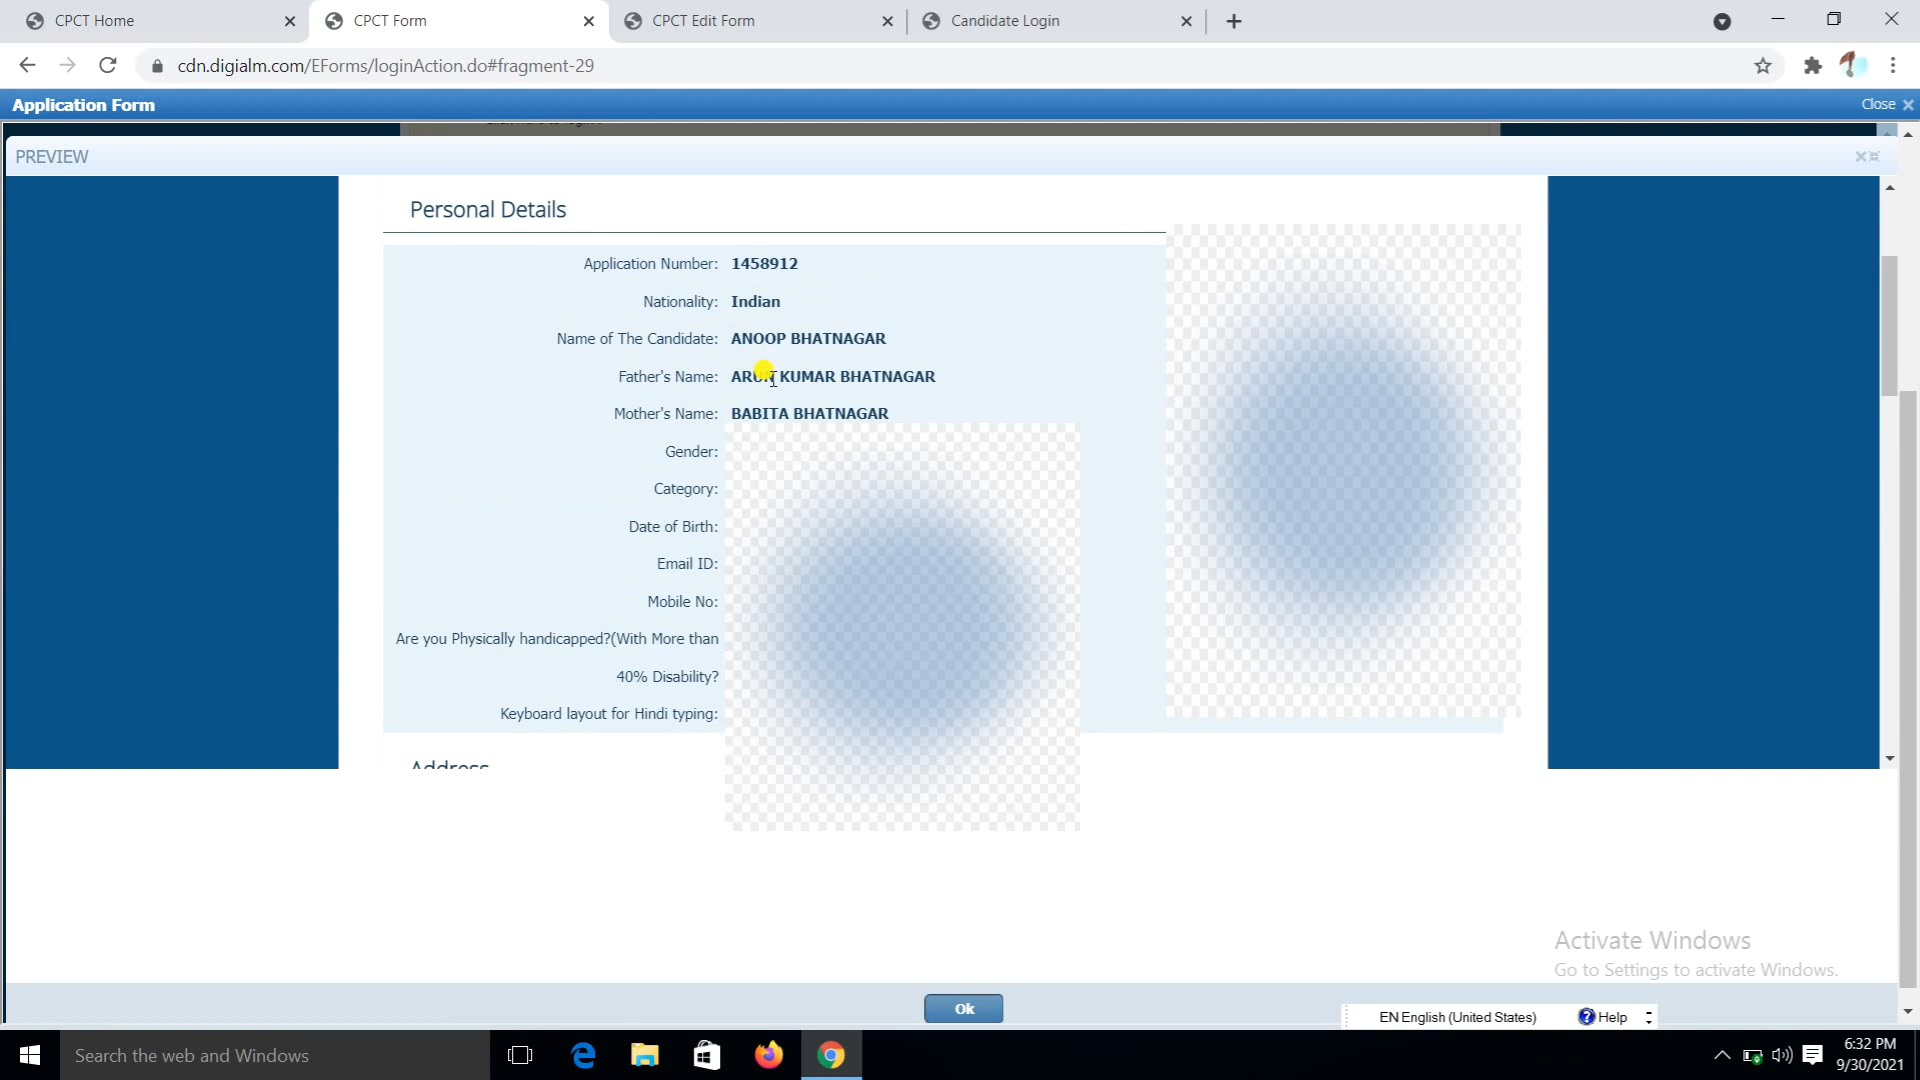 CPCT Home
CPCT Form
CPCT Edit Form
Candidate Login
cdn.digialm.com/EForms/loginAction.do#fragment-29
Application Form
Close
PREVIEW
Personal Details
Application Number: 1458912
Nationality: Indian
Name of The Candidate: ANOOP BHATNAGAR
Father's Name: ARUN KUMAR BHATNAGAR
Mother's Name: BABITA BHATNAGAR
Gender:
Category:
Date of Birth:
Email ID:
Mobile No:
Are you Physically handicapped?(With More than
40% Disability?
Keyboard layout for Hindi typing:
Address
Activate Windows
Go to Settings to activate Windows.
Ok
EN English (United States)
Help
Search the web and Windows
6:32 PM
9/30/2021